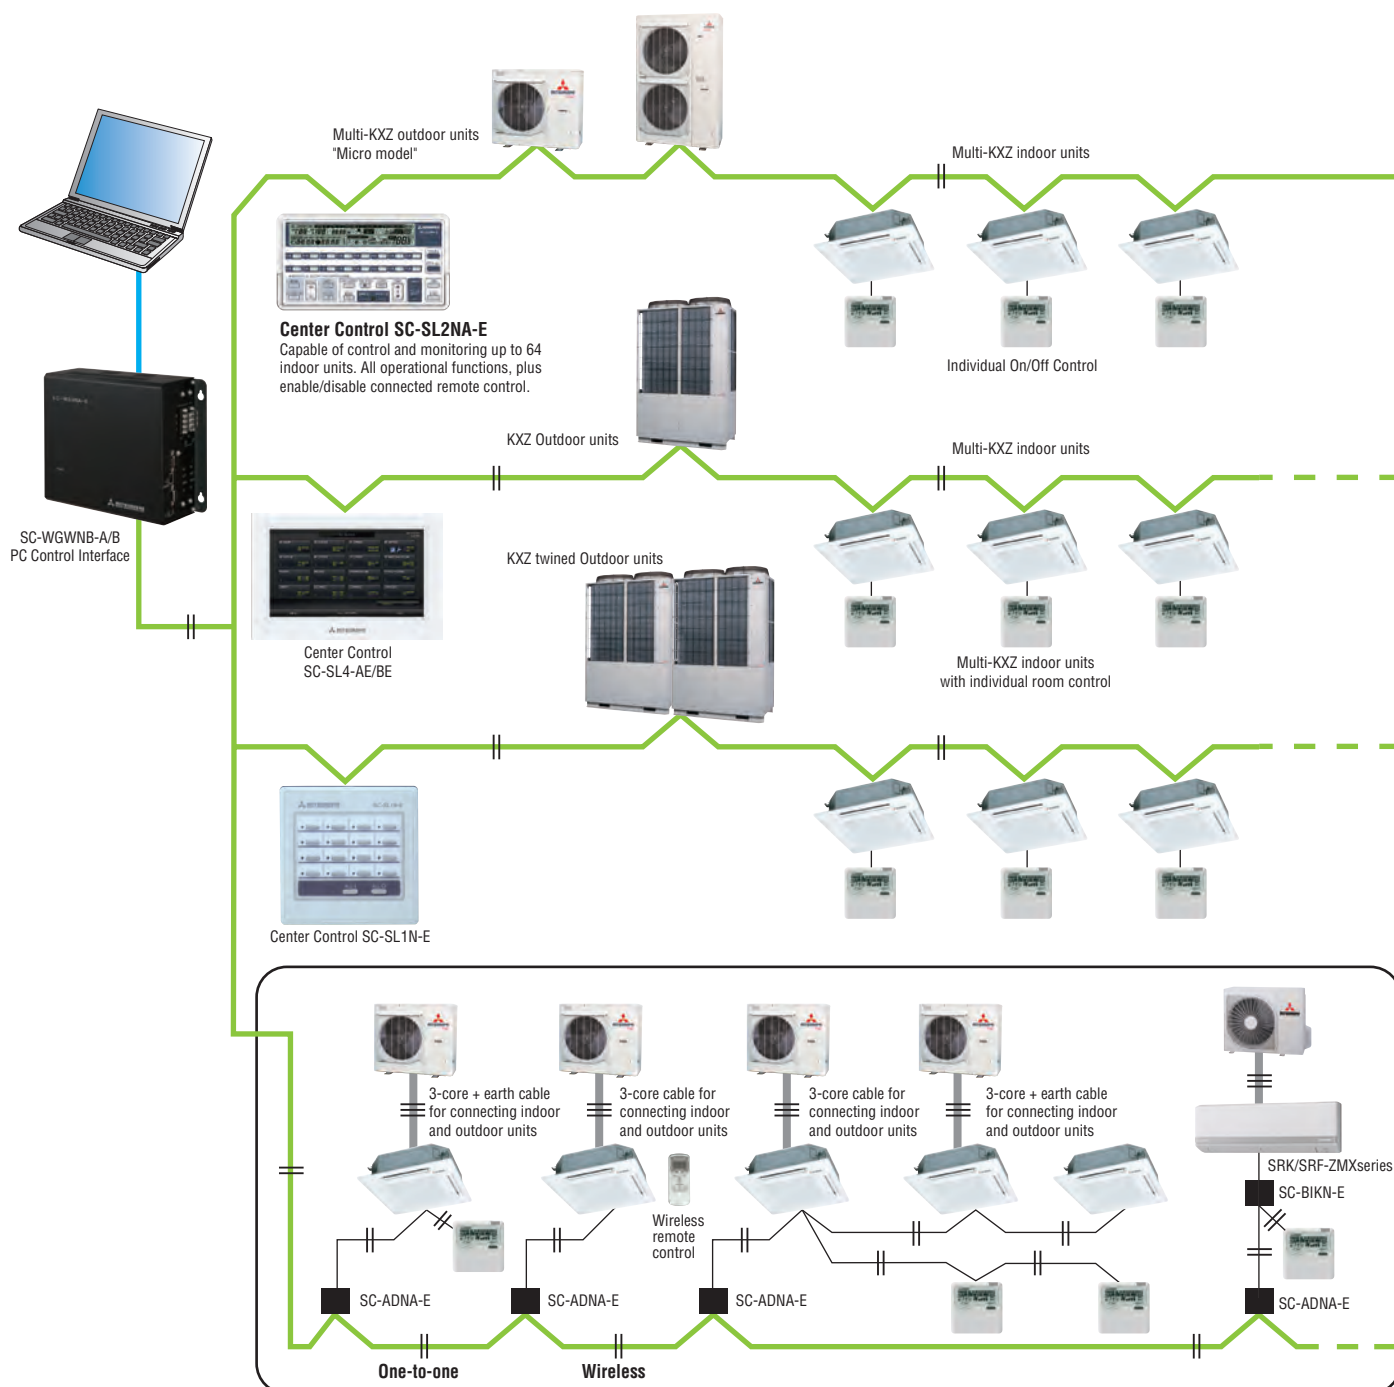 Multi-KXZ outdoor units
"Micro model"
Multi-KXZ indoor units
Center Control SC-SL2NA-E
Capable of control and monitoring up to 64
indoor units. All operational functions, plus
enable/disable connected remote control.
Individual On/Off Control
SC-WGWNB-A/B
PC Control Interface
KXZ Outdoor units
Multi-KXZ indoor units
Center Control
SC-SL4-AE/BE
KXZ twined Outdoor units
Multi-KXZ indoor units
with individual room control
Center Control SC-SL1N-E
3-core + earth cable
for connecting indoor
and outdoor units
3-core cable for
connecting indoor
and outdoor units
3-core cable for
connecting indoor
and outdoor units
3-core + earth cable
for connecting indoor
and outdoor units
SRK/SRF-ZMXseries
SC-BIKN-E
Wireless
remote
control
SC-ADNA-E
SC-ADNA-E
SC-ADNA-E
SC-ADNA-E
One-to-one
Wireless